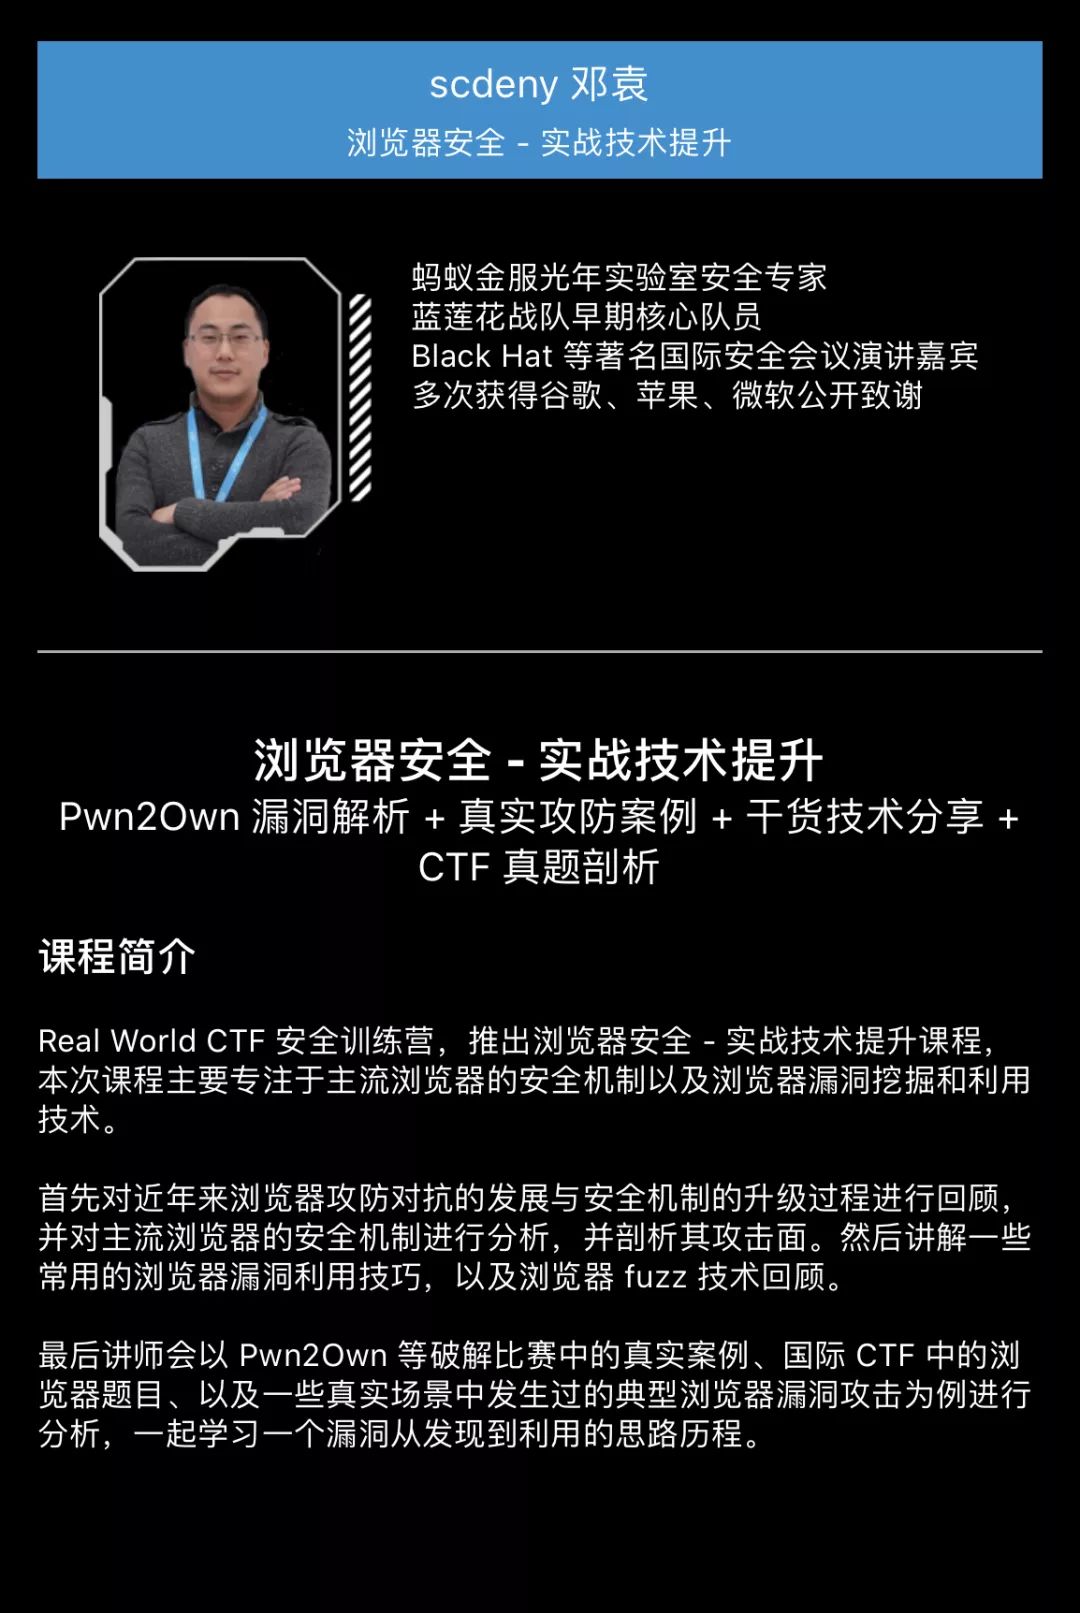 scdeny 邓袁
浏览器安全 - 实战技术提升
蚂蚁金服光年实验室安全专家
蓝莲花战队早期核心队员
Black Hat 等著名国际安全会议演讲嘉宾
多次获得谷歌、苹果、微软公开致谢
浏览器安全 - 实战技术提升
Pwn2Own 漏洞解析 + 真实攻防案例 + 干货技术分享 +
CTF 真题剖析
课程简介
Real World CTF 安全训练营，推出浏览器安全 - 实战技术提升课程，
本次课程主要专注于主流浏览器的安全机制以及浏览器漏洞挖掘和利用
技术。
首先对近年来浏览器攻防对抗的发展与安全机制的升级过程进行回顾，
并对主流浏览器的安全机制进行分析，并剖析其攻击面。然后讲解一些
常用的浏览器漏洞利用技巧，以及浏览器 fuzz 技术回顾。
最后讲师会以 Pwn2Own 等破解比赛中的真实案例、国际 CTF 中的浏
览器题目、以及一些真实场景中发生过的典型浏览器漏洞攻击为例进行
分析，一起学习一个漏洞从发现到利用的思路历程。